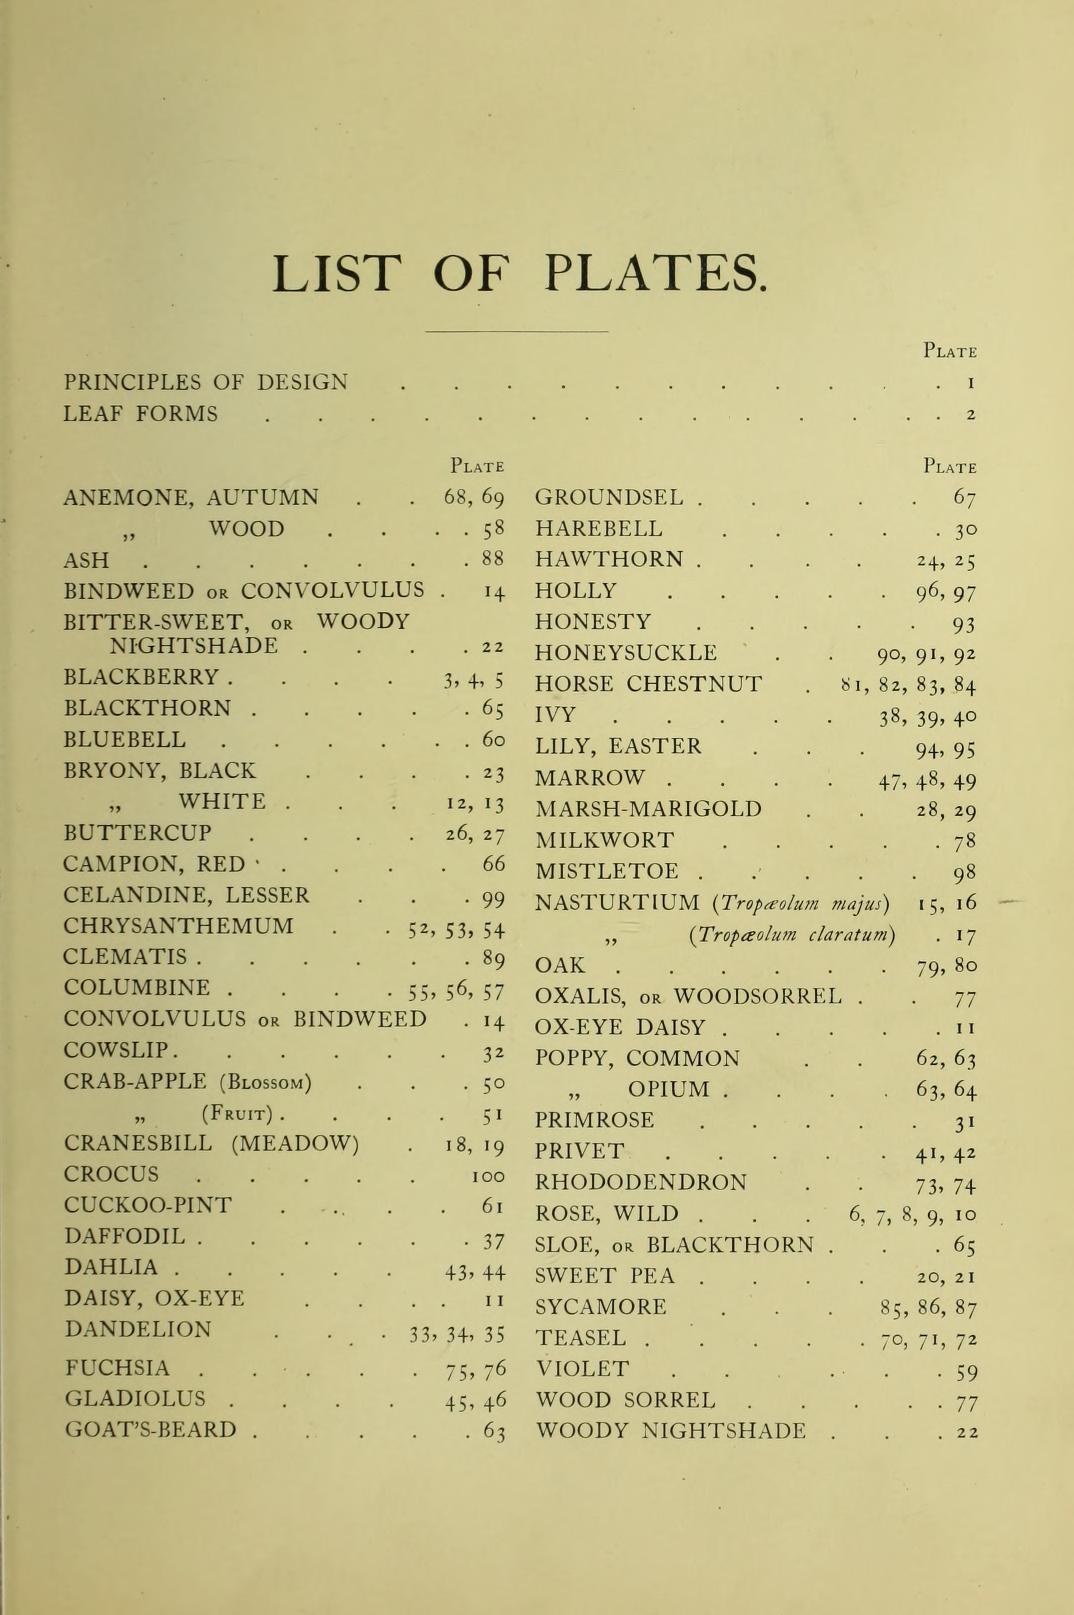 LIST OF PLATES.
PLATE
PRINCIPLES OF DESIGN . . . . . . . . . . . 1
LEAF FORMS . . . . . . . . . . . . . . 2
PLATE
ANEMONE, AUTUMN . . 68, 69
„ WOOD . . . . 58
ASH . . . . . . . 88
BINDWEED OR CONVOLVULUS . 14
BITTER-SWEET, OR WOODY
NIGHTSHADE . . . . 22
BLACKBERRY . . . . 3, 4, 5
BLACKTHORN . . . . . . 65
BLUEBELL . . . . . . 60
BRYONY, BLACK . . . . 23
„ WHITE . . . 12, 13
BUTTERCUP . . . . 26, 27
CAMPION, RED . . . . 66
CELANDINE, LESSER . . . 99
CHRYSANTHEMUM . . 52, 53, 54
CLEMATIS . . . . . . 89
COLUMBINE . . . . 55, 56, 57
CONVOLVULUS OR BINDWEED . 14
COWSLIP . . . . . . 32
CRAB-APPLE (BLOSSOM) . . . 50
„ (FRUIT) . . . . 51
CRANESBILL (MEADOW) . 18, 19
CROCUS . . . . . 100
CUCKOO-PINT . . . . 61
DAFFODIL . . . . . . 37
DAHLIA . . . . . 43, 44
DAISY, OX-EYE . . . . 11
DANDELION . . . 33, 34, 35
FUCHSIA . . . . . 75, 76
GLADIOLUS . . . . 45, 46
GOAT'S-BEARD . . . . . 63
PLATE
GROUNDSEL . . . . . 67
HAREBELL . . . . . 30
HAWTHORN . . . . 24, 25
HOLLY . . . . . 96, 97
HONESTY . . . . . 93
HONEYSUCKLE . . 90, 91, 92
HORSE CHESTNUT . 81, 82, 83, 84
IVY . . . . . 38, 39, 40
LILY, EASTER . . . 94, 95
MARROW . . . . 47, 48, 49
MARSH-MARIGOLD . . 28, 29
MILKWORT . . . . . 78
MISTLETOE . . . . . 98
NASTURTIUM (Tropæolum majus) 15, 16
„ (Tropæolum claratum) . 17
OAK . . . . . . 79, 80
OXALIS, OR WOODSORREL . . 77
OX-EYE DAISY . . . . . 11
POPPY, COMMON . . 62, 63
„ OPIUM . . . . 63, 64
PRIMROSE . . . . . 31
PRIVET . . . . . 41, 42
RHODODENDRON . . 73, 74
ROSE, WILD . . . 6, 7, 8, 9, 10
SLOE, OR BLACKTHORN . . . 65
SWEET PEA . . . . 20, 21
SYCAMORE . . . 85, 86, 87
TEASEL . . . . . 70, 71, 72
VIOLET . . . . . . 59
WOOD SORREL . . . . . 77
WOODY NIGHTSHADE . . . 22